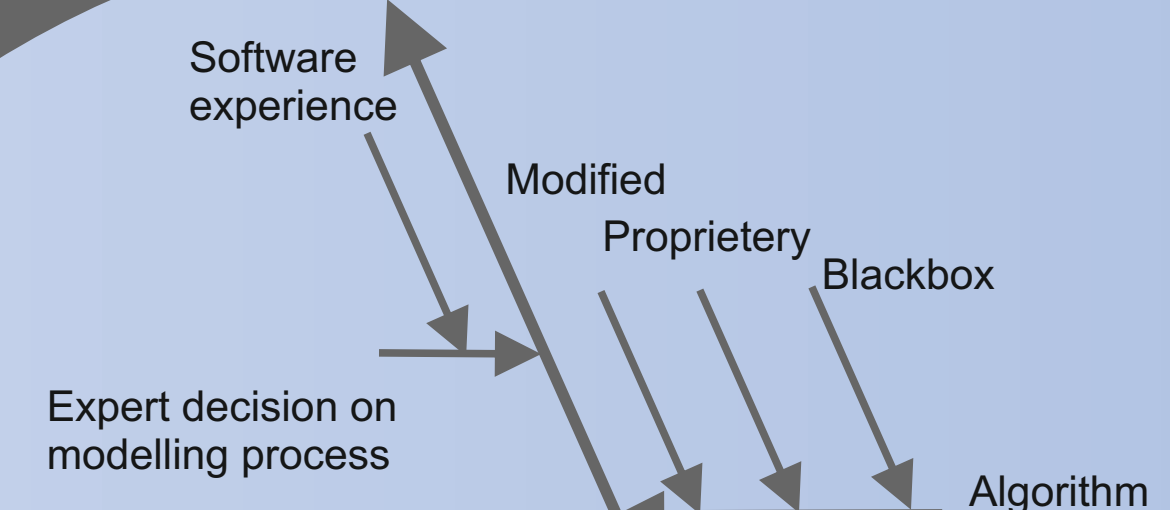 Software
experience
Modified
Proprietery
Blackbox
Expert decision on
modelling process
Algorithm